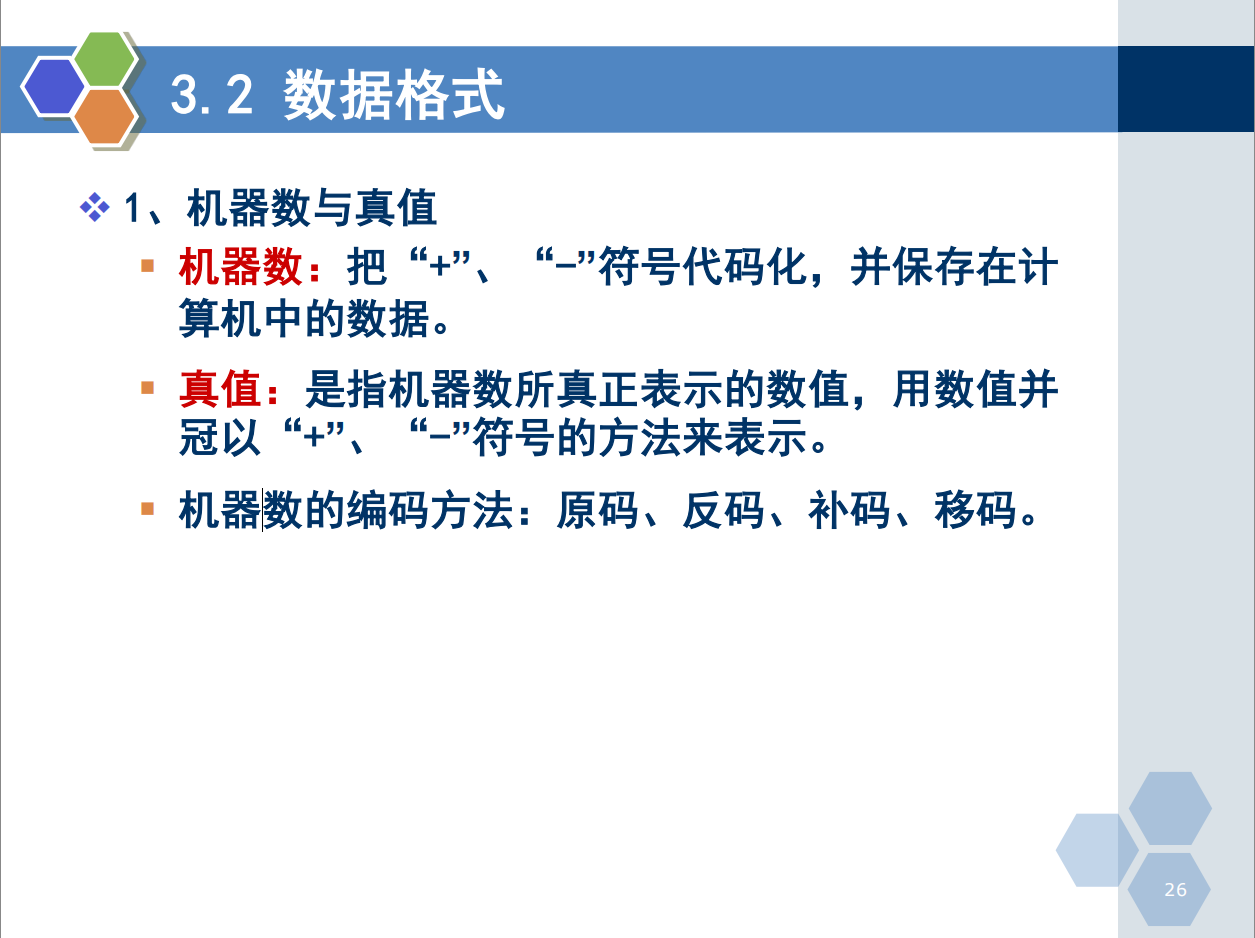 3.2 数据格式
1、机器数与真值
机器数：把“+”、“-”符号代码化，并保存在计
算机中的数据。
真值：是指机器数所真正表示的数值，用数值并
冠以“+”、“-”符号的方法来表示。
机器数的编码方法：原码、反码、补码、移码。
26